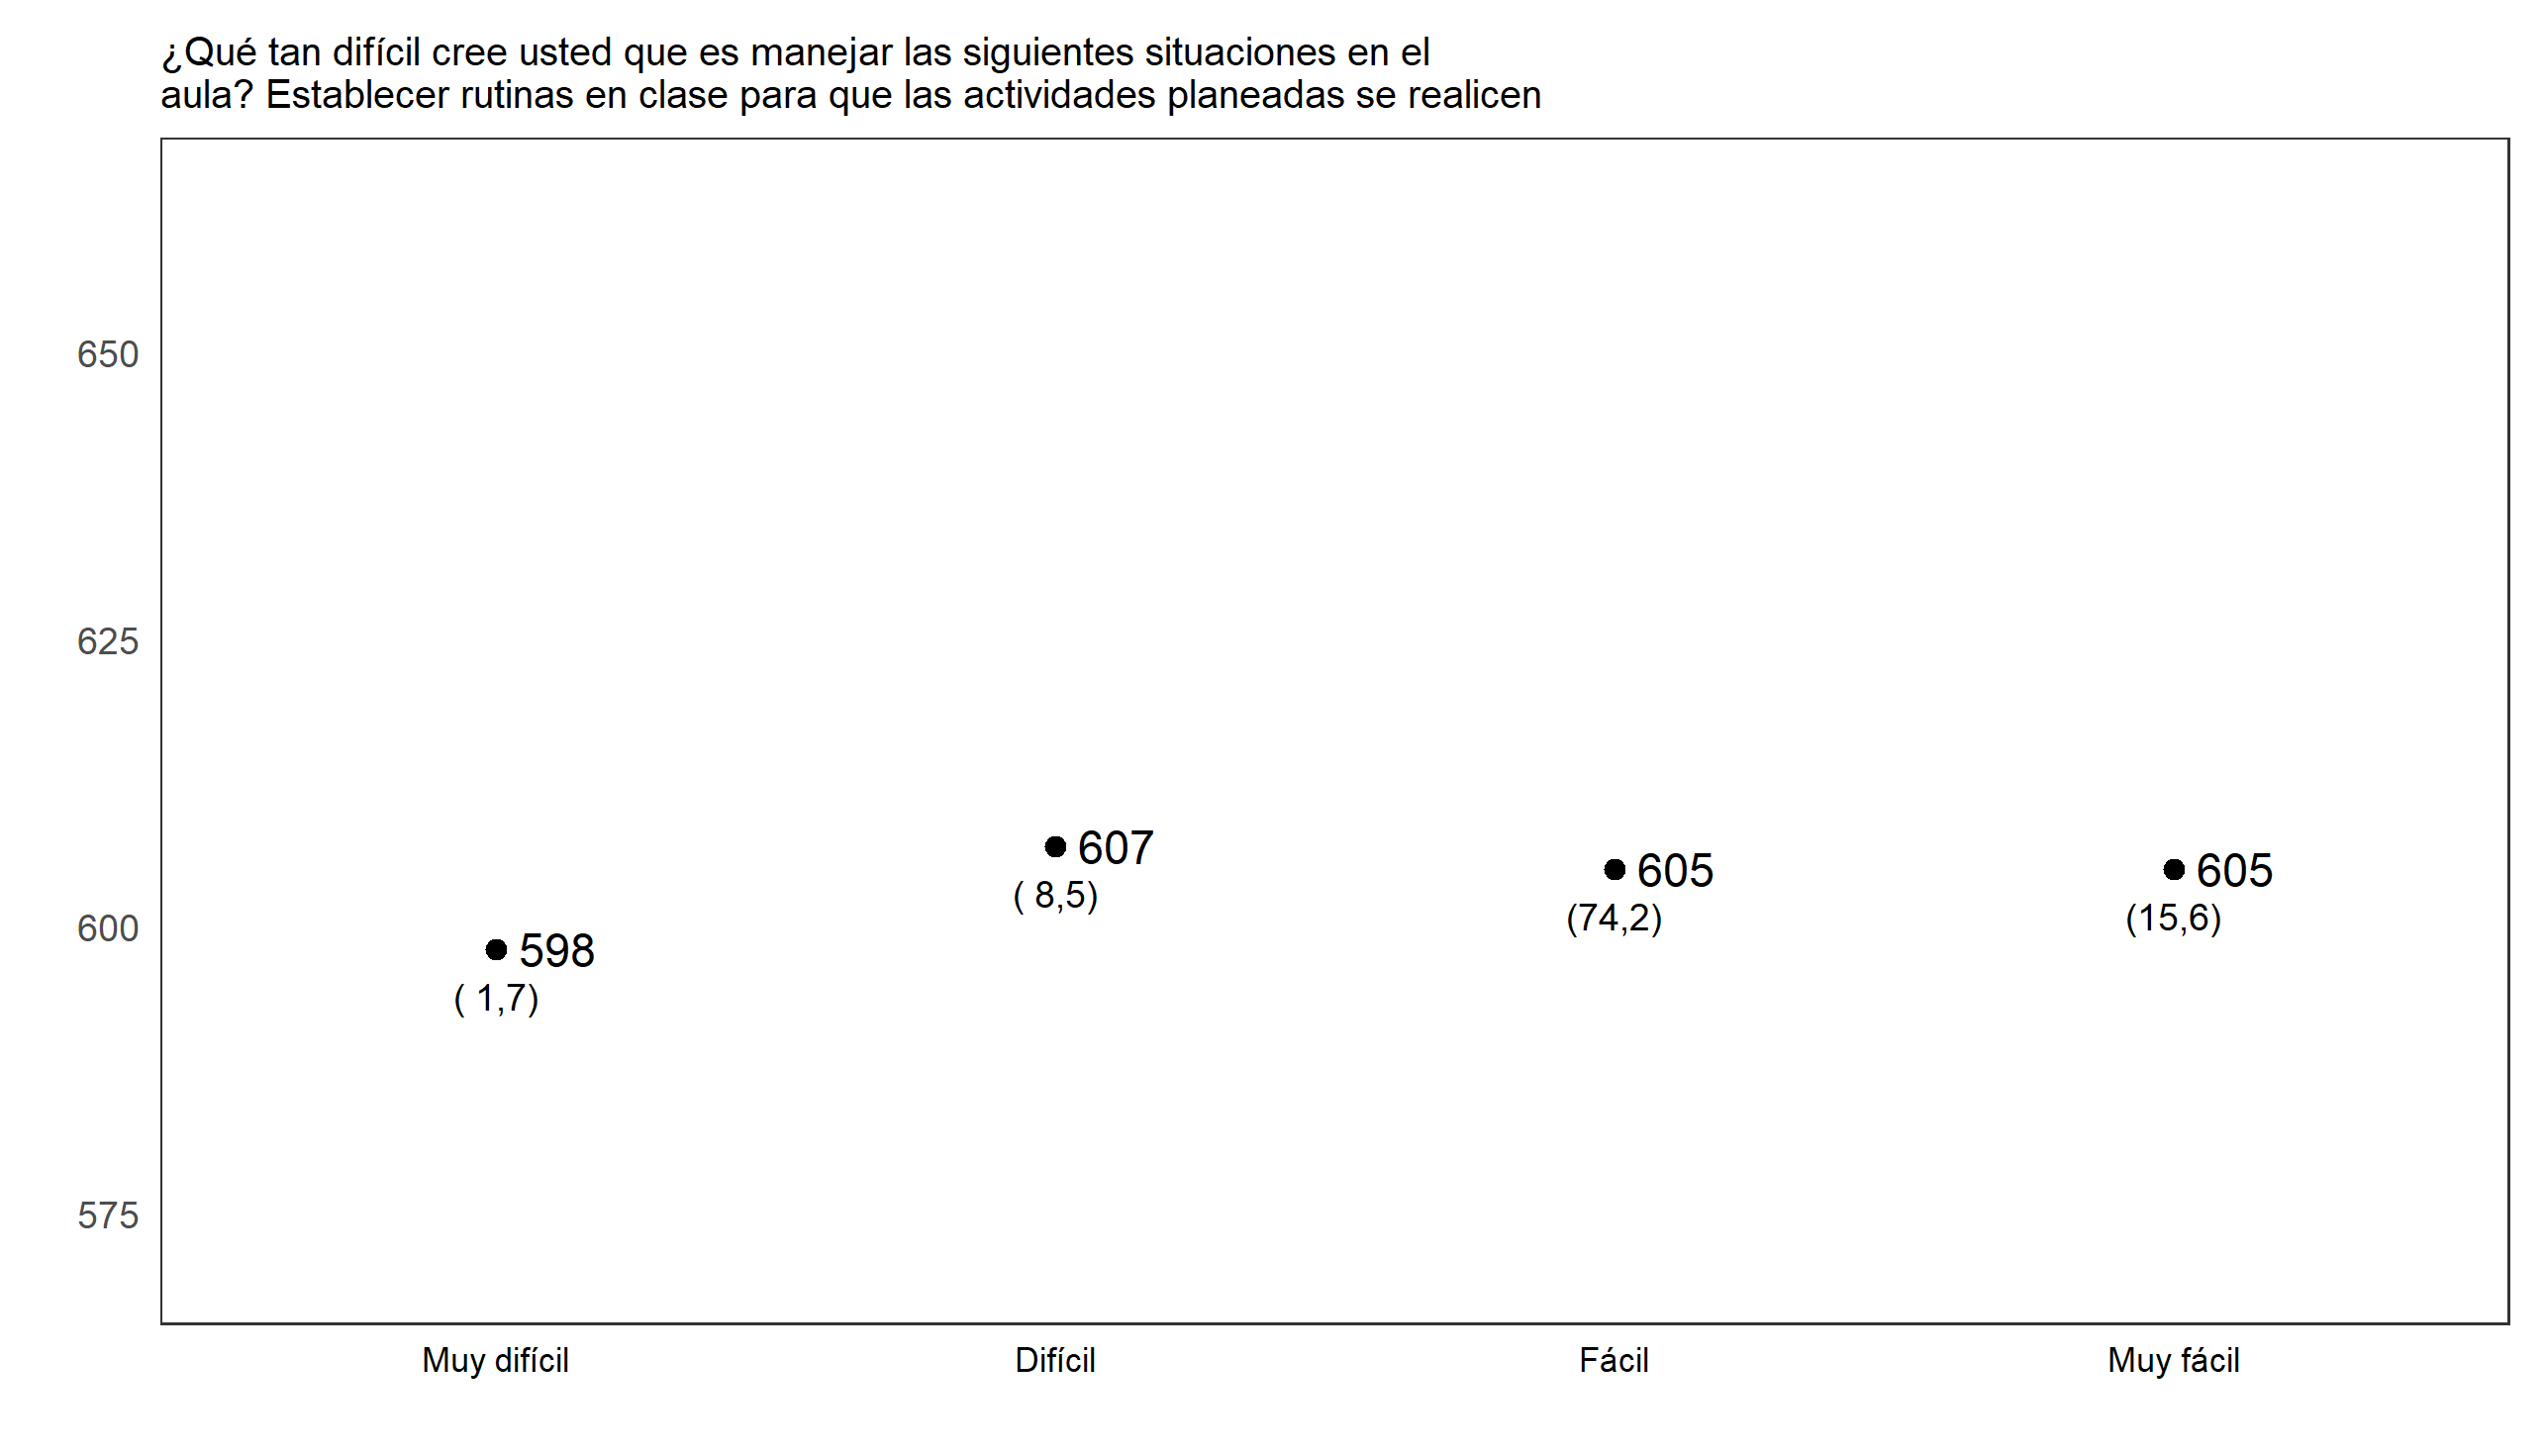 ¿Qué tan difícil cree usted que es manejar las siguientes situaciones en el
aula? Establecer rutinas en clase para que las actividades planeadas se realicen
650
625
600
575
598
( 1,7)
607
( 8,5)
605
(74,2)
605
(15,6)
Muy difícil
Difícil
Fácil
Muy fácil